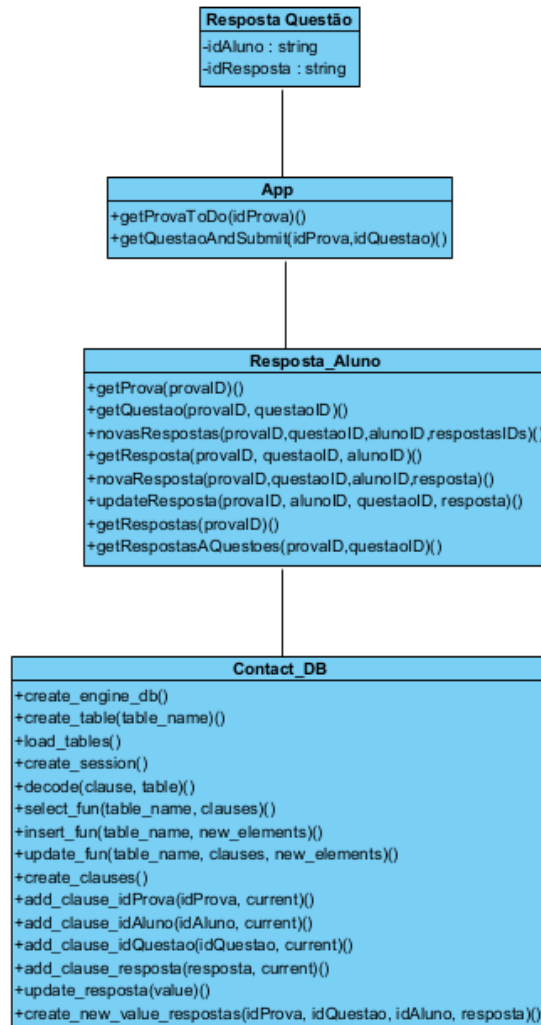 Resposta Questão
-idAluno : string
-idResposta : string
App
+getProvaToDo(idProva)()
+getQuestaoAndSubmit(idProva,idQuestao)()
Resposta_Aluno
+getProva(provaID)()
+getQuestao(provaID, questaoID)()
+novasRespostas(provaID,questaoID,alunoID,respostasIDs)()
+getResposta(provaID, questaoID, alunoID)()
+novaResposta(provaID,questaoID,alunoID,resposta)()
+updateResposta(provaID, alunoID, questaoID, resposta)()
+getRespostas(provaID)()
+getRespostasAQuestoes(provaID,questaoID)()
Contact_DB
+create_engine_db()
+create_table(table_name)()
+load_tables()
+create_session()
+decode(clause, table)()
+select_fun(table_name, clauses)()
+insert_fun(table_name, new_elements)()
+update_fun(table_name, clauses, new_elements)()
+create_clauses()
+add_clause_idProva(idProva, current)()
+add_clause_idAluno(idAluno, current)()
+add_clause_idQuestao(idQuestao, current)()
+add_clause_resposta(resposta, current)()
+update_resposta(value)()
+create_new_value_respostas(idProva, idQuestao, idAluno, resposta)()